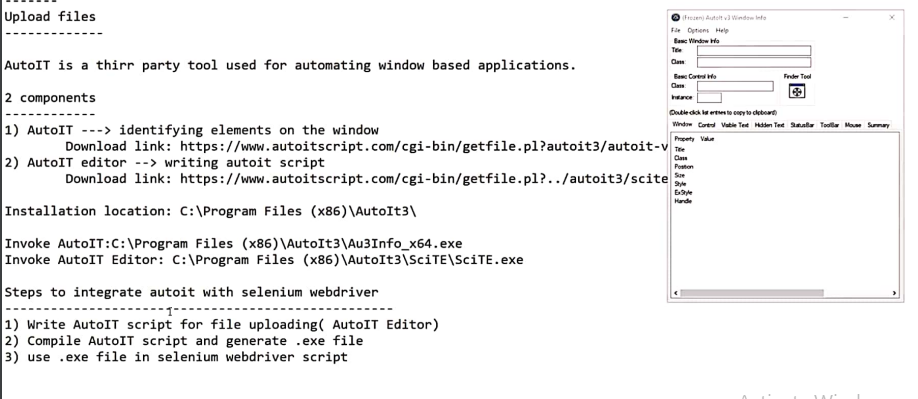 Upload files
-------------
AutoIT is a thirr party tool used for automating window based applications.
2 components
------------
1) AutoIT ---> identifying elements on the window
Download link: https://www.autoitscript.com/cgi-bin/getfile.pl?autoit3/autoit-v
2) AutoIT editor --> writing autoit script
Download link: https://www.autoitscript.com/cgi-bin/getfile.pl?../autoit3/scite
Installation location: C:\Program Files (x86)\AutoIt3\
Invoke AutoIT:C:\Program Files (x86)\AutoIt3\Au3Info_x64.exe
Invoke AutoIT Editor: C:\Program Files (x86)\AutoIt3\SciTE\SciTE.exe
Steps to integrate autoit with selenium webdriver
--------------------------------------------------
1) Write AutoIT script for file uploading( AutoIT Editor)
2) Compile AutoIT script and generate .exe file
3) use .exe file in selenium webdriver script
(Frozen) AutoIt v3 Window Info
File Options Help
Basic Window Info
Title:
Class:
Basic Control Info
Finder Tool
Class:
Instance:
(Double-click list entries to copy to clipboard)
Window Control Visible Text Hidden Text StatusBar ToolBar Mouse Summary
Property Value
Title
Class
Position
Size
Style
ExStyle
Handle